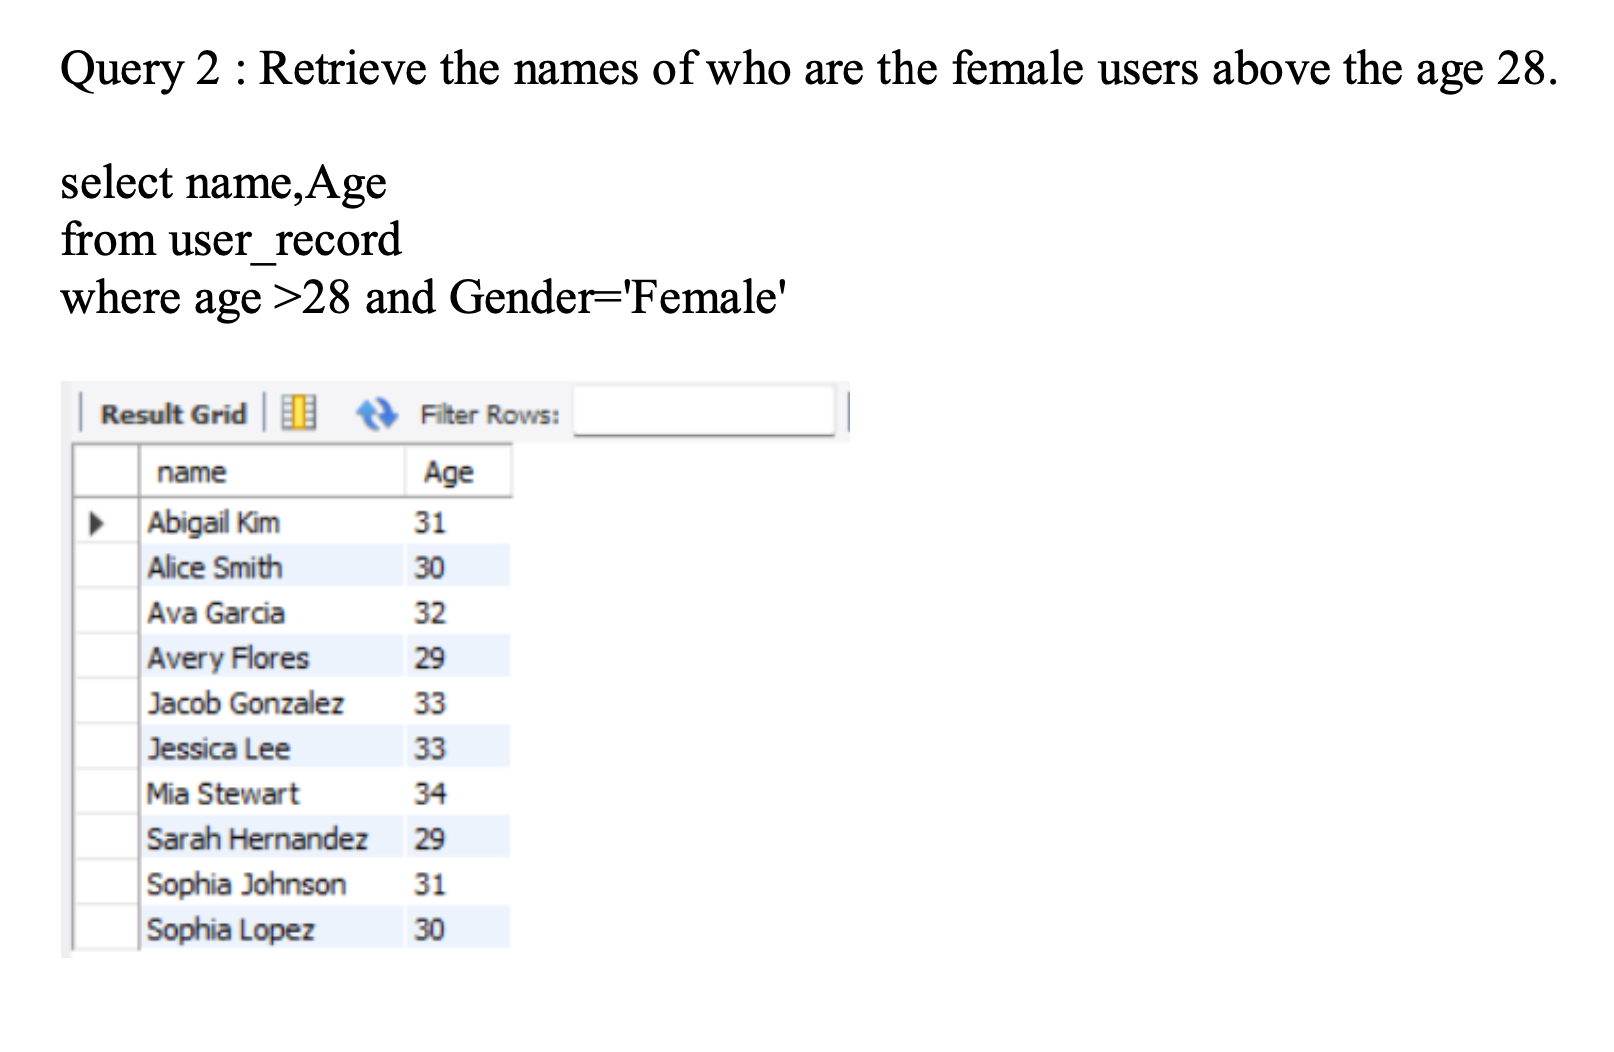 Query 2 : Retrieve the names of who are the female users above the age 28.
select name,Age
from user_record
where age >28 and Gender='Female'
Result Grid Filter Rows:
name Age
Abigail Kim 31
Alice Smith 30
Ava Garcia 32
Avery Flores 29
Jacob Gonzalez 33
Jessica Lee 33
Mia Stewart 34
Sarah Hernandez 29
Sophia Johnson 31
Sophia Lopez 30